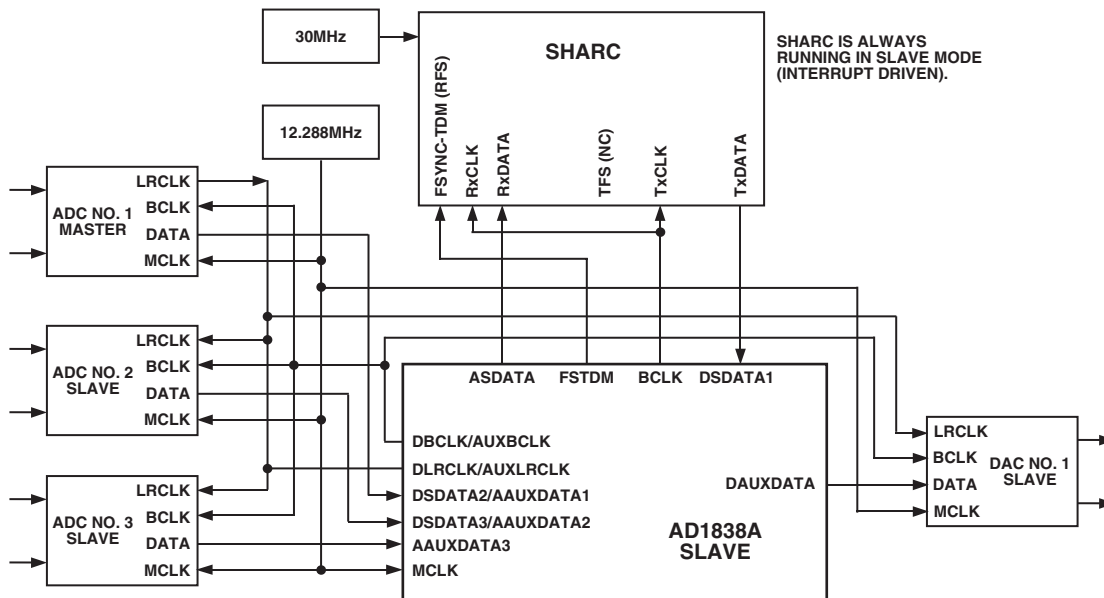 30MHz
SHARC
SHARC IS ALWAYS
RUNNING IN SLAVE MODE
(INTERRUPT DRIVEN).
FSYNC-TDM (RFS)
RxCLK
RxDATA
TFS (NC)
TxCLK
TxDATA
12.288MHz
ADC NO. 1
MASTER
LRCLK
BCLK
DATA
MCLK
ADC NO. 2
SLAVE
LRCLK
BCLK
DATA
MCLK
ADC NO. 3
SLAVE
LRCLK
BCLK
DATA
MCLK
ASDATA
FSTDM
BCLK
DSDATA1
DBCLK/AUXBCLK
DLRCLK/AUXLRCLK
DSDATA2/AAUXDATA1
DSDATA3/AAUXDATA2
AAUXDATA3
MCLK
DAUXDATA
AD1838A
SLAVE
LRCLK
BCLK
DATA
MCLK
DAC NO. 1
SLAVE